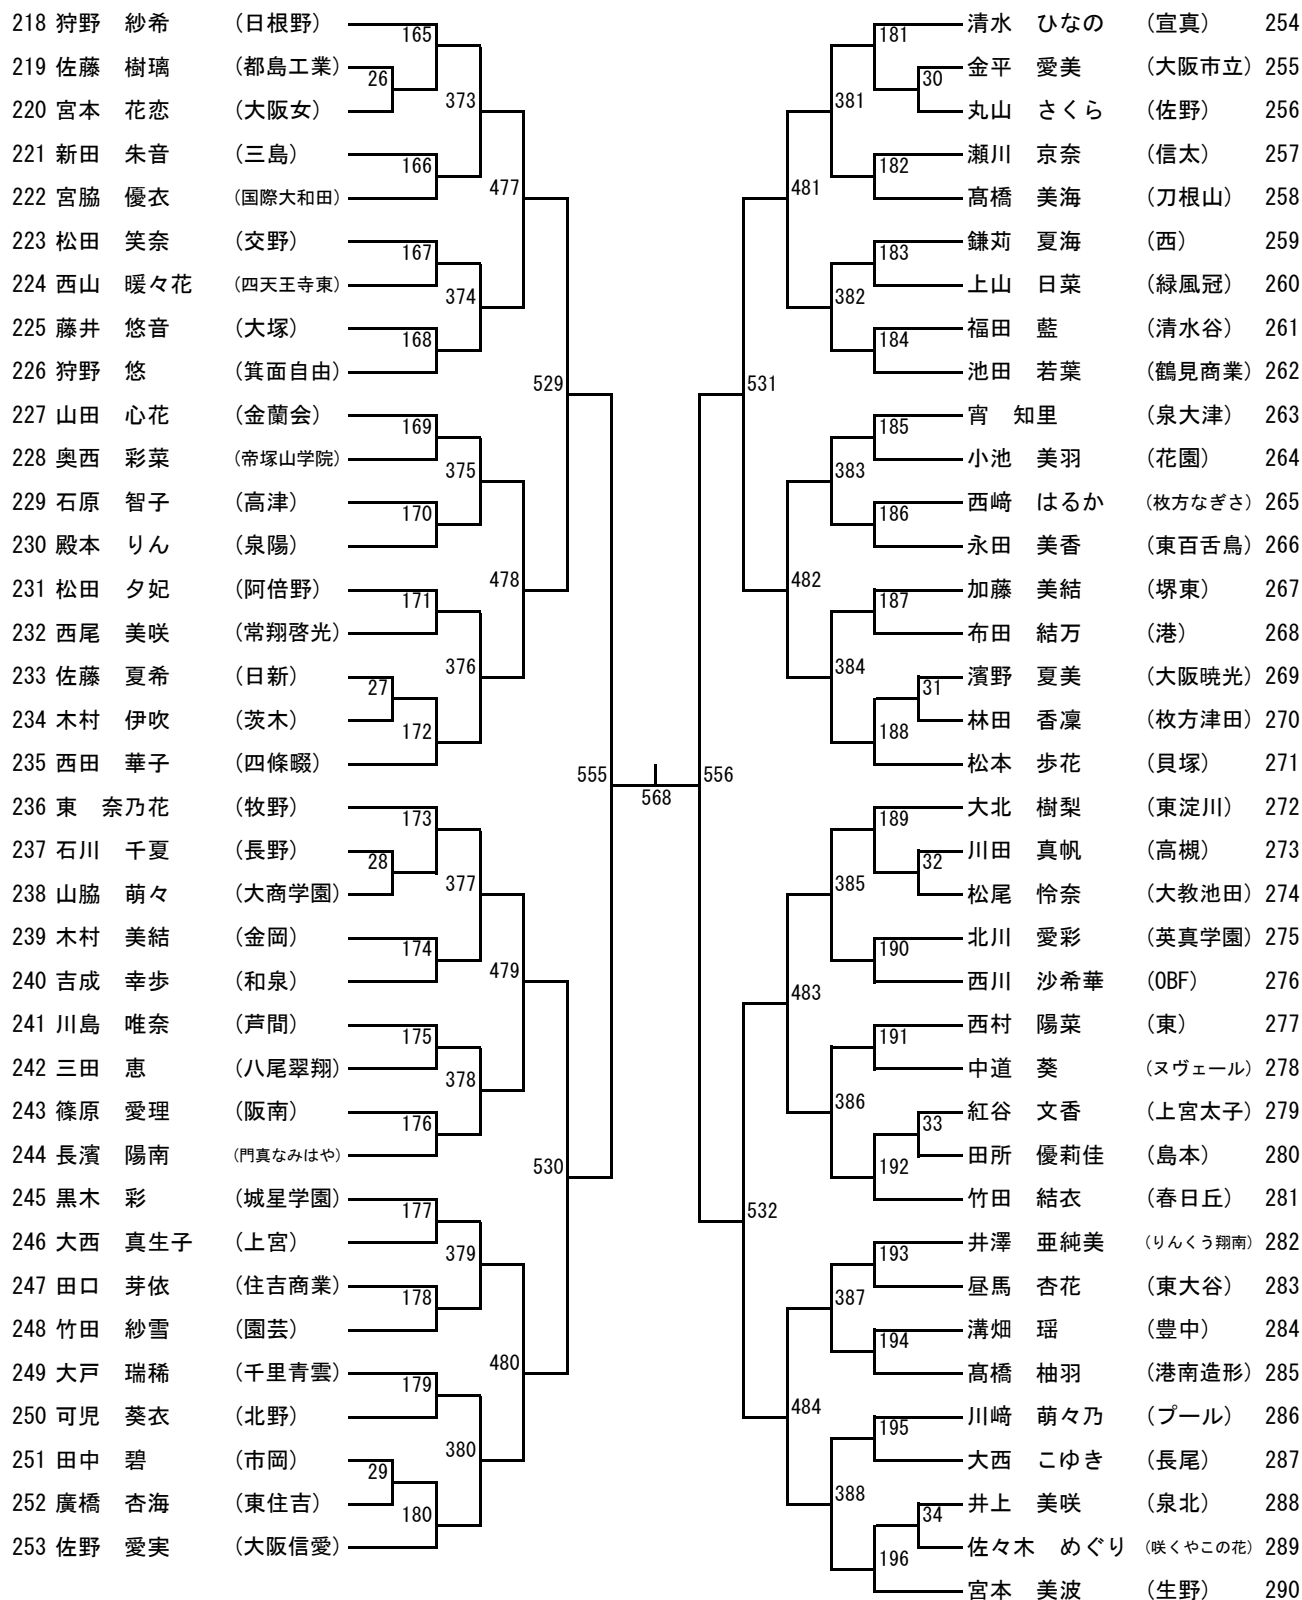 218 狩野　紗希　（日根野）
219 佐藤　樹璃　（都島工業）
220 宮本　花恋　（大阪女）
221 新田　朱音　（三島）
222 宮脇　優衣　（国際大和田）
223 松田　笑奈　（交野）
224 西山　暖々花　（四天王寺東）
225 藤井　悠音　（大塚）
226 狩野　悠　（箕面自由）
227 山田　心花　（金蘭会）
228 奥西　彩菜　（帝塚山学院）
229 石原　智子　（高津）
230 殿本　りん　（泉陽）
231 松田　夕妃　（阿倍野）
232 西尾　美咲　（常翔啓光）
233 佐藤　夏希　（日新）
234 木村　伊吹　（茨木）
235 西田　華子　（四條畷）
236 東　奈乃花　（牧野）
237 石川　千夏　（長野）
238 山脇　萌々　（大商学園）
239 木村　美結　（金岡）
240 吉成　幸歩　（和泉）
241 川島　唯奈　（芦間）
242 三田　恵　（八尾翠翔）
243 篠原　愛理　（阪南）
244 長濱　陽南　（門真なみはや）
245 黒木　彩　（城星学園）
246 大西　真生子　（上宮）
247 田口　芽依　（住吉商業）
248 竹田　紗雪　（園芸）
249 大戸　瑞稀　（千里青雲）
250 可児　葵衣　（北野）
251 田中　碧　（市岡）
252 廣橋　杏海　（東住吉）
253 佐野　愛実　（大阪信愛）
165
26
373
166
477
167
374
168
529
169
375
170
478
171
376
27
172
555
173
28
377
174
479
175
378
176
530
177
379
178
480
179
380
29
180
568
556
181
30
381
182
481
183
382
184
531
185
383
186
482
187
384
31
188
189
32
385
190
483
191
386
33
192
532
193
387
194
484
195
388
34
196
清水　ひなの　（宣真）　254
金平　愛美　（大阪市立）　255
丸山　さくら　（佐野）　256
瀬川　京奈　（信太）　257
髙橋　美海　（刀根山）　258
鎌苅　夏海　（西）　259
上山　日菜　（緑風冠）　260
福田　藍　（清水谷）　261
池田　若葉　（鶴見商業）　262
宵　知里　（泉大津）　263
小池　美羽　（花園）　264
西﨑　はるか　（枚方なぎさ）　265
永田　美香　（東百舌鳥）　266
加藤　美結　（堺東）　267
布田　結万　（港）　268
濱野　夏美　（大阪暁光）　269
林田　香凜　（枚方津田）　270
松本　歩花　（貝塚）　271
大北　樹梨　（東淀川）　272
川田　真帆　（高槻）　273
松尾　怜奈　（大教池田）　274
北川　愛彩　（英真学園）　275
西川　沙希華　（OBF）　276
西村　陽菜　（東）　277
中道　葵　（ヌヴェール）　278
紅谷　文香　（上宮太子）　279
田所　優莉佳　（島本）　280
竹田　結衣　（春日丘）　281
井澤　亜純美　（りんくう翔南）　282
昼馬　杏花　（東大谷）　283
溝畑　瑶　（豊中）　284
髙橋　柚羽　（港南造形）　285
川﨑　萌々乃　（プール）　286
大西　こゆき　（長尾）　287
井上　美咲　（泉北）　288
佐々木　めぐり　（咲くやこの花）　289
宮本　美波　（生野）　290